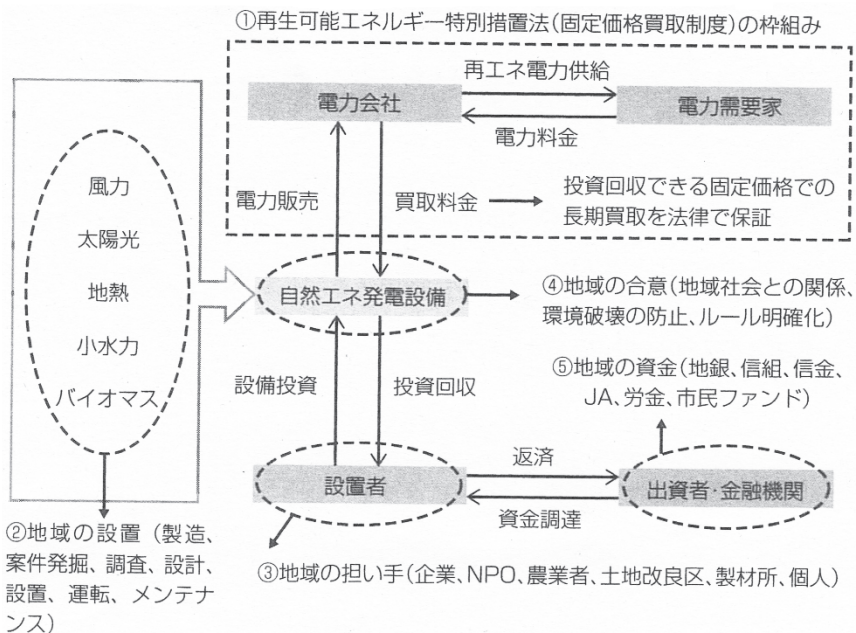 ①再生可能エネルギー特別措置法(固定価格買取制度)の枠組み
再エネ電力供給
電力会社
電力需要家
電力料金
電力販売
買取料金
投資回収できる固定価格での
長期買取を法律で保証
風力
太陽光
地熱
小水力
バイオマス
自然エネ発電設備
④地域の合意(地域社会との関係、
環境破壊の防止、ルール明確化)
設備投資
投資回収
⑤地域の資金(地銀、信組、信金、
JA、労金、市民ファンド)
設置者
返済
資金調達
出資者・金融機関
②地域の設置(製造、
案件発掘、調査、設計、
設置、運転、メンテナ
ンス)
③地域の担い手(企業、NPO、農業者、土地改良区、製材所、個人)